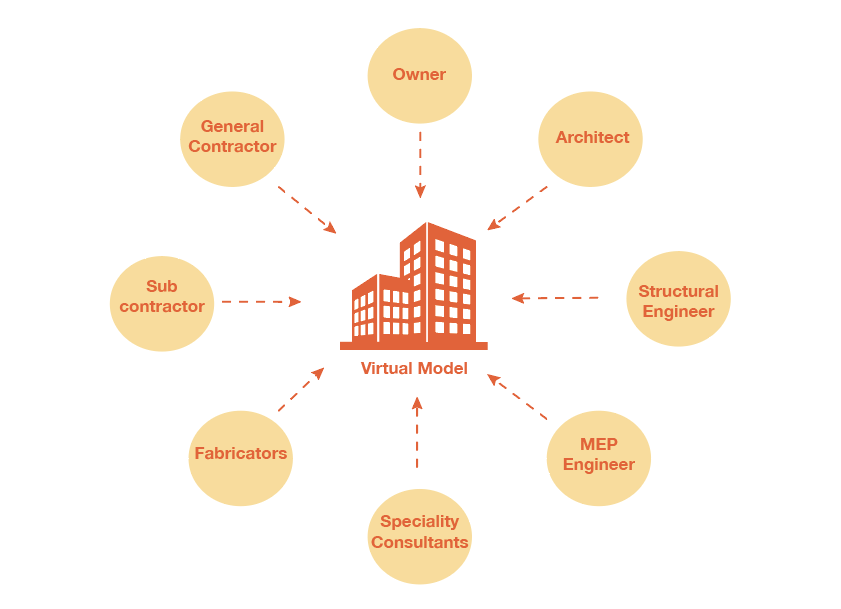 Owner
General
Contractor
Architect
Sub
contractor
Structural
Engineer
Virtual Model
Fabricators
MEP
Engineer
Speciality
Consultants